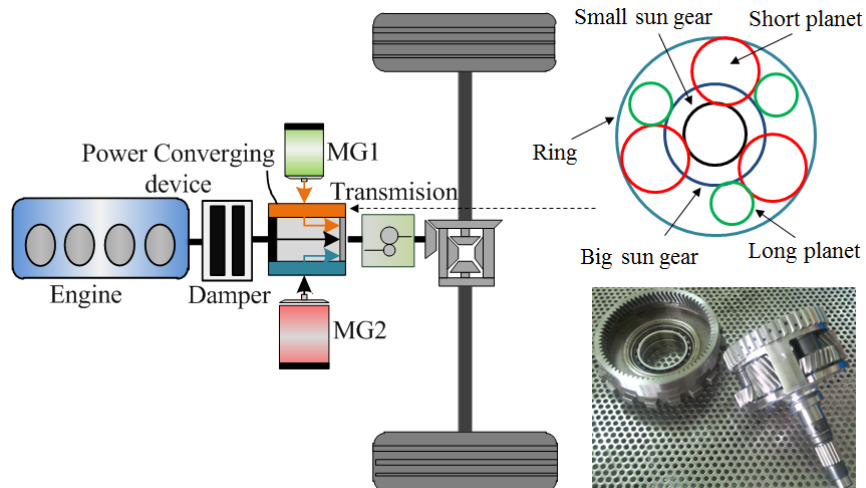 Small sun gear
Short planet
Power Converging
device
MG1
Transmision
Ring
Engine
Damper
MG2
Big sun gear
Long planet